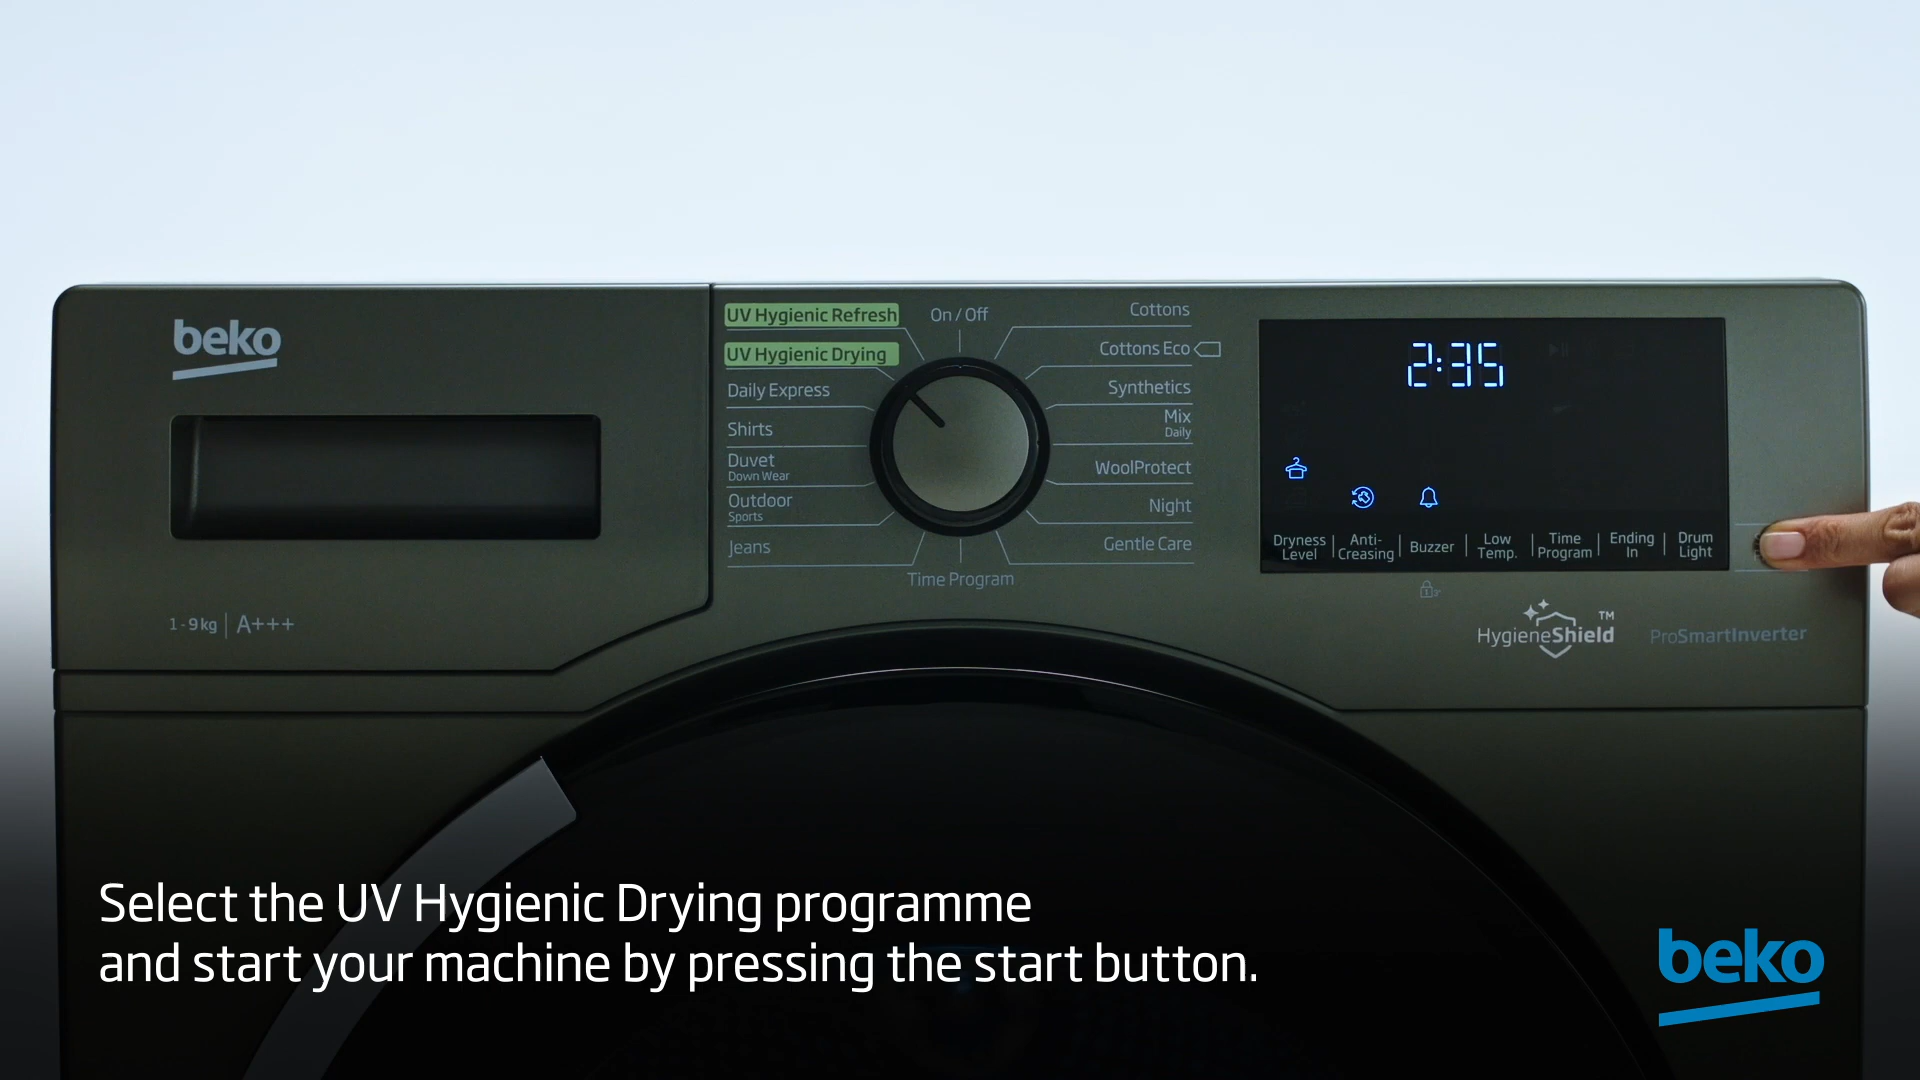 beko
1 - 9 kg | A+++
UV Hygienic Refresh
UV Hygienic Drying
Daily Express
Shirts
Duvet
Down Wear
Outdoor
Sports
Jeans
On / Off
Time Program
Cottons
Cottons Eco
Synthetics
Mix
Daily
WoolProtect
Night
Gentle Care
2:35
Dryness
Level
Anti-
Creasing
Buzzer
Low
Temp.
Time
Program
Ending
In
Drum
Light
HygieneShield™
ProSmartInverter
Select the UV Hygienic Drying programme
and start your machine by pressing the start button.
beko